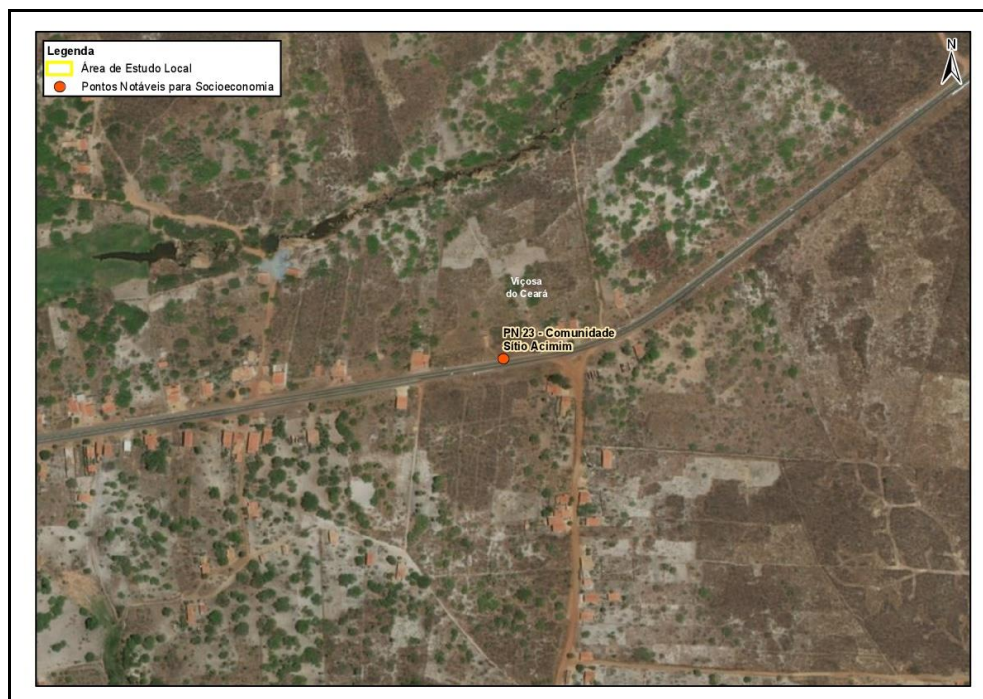 Legenda
Área de Estudo Local
Pontos Notáveis para Socioeconomia
N
Viçosa
do Ceará
PN 23 - Comunidade
Sítio Acimim